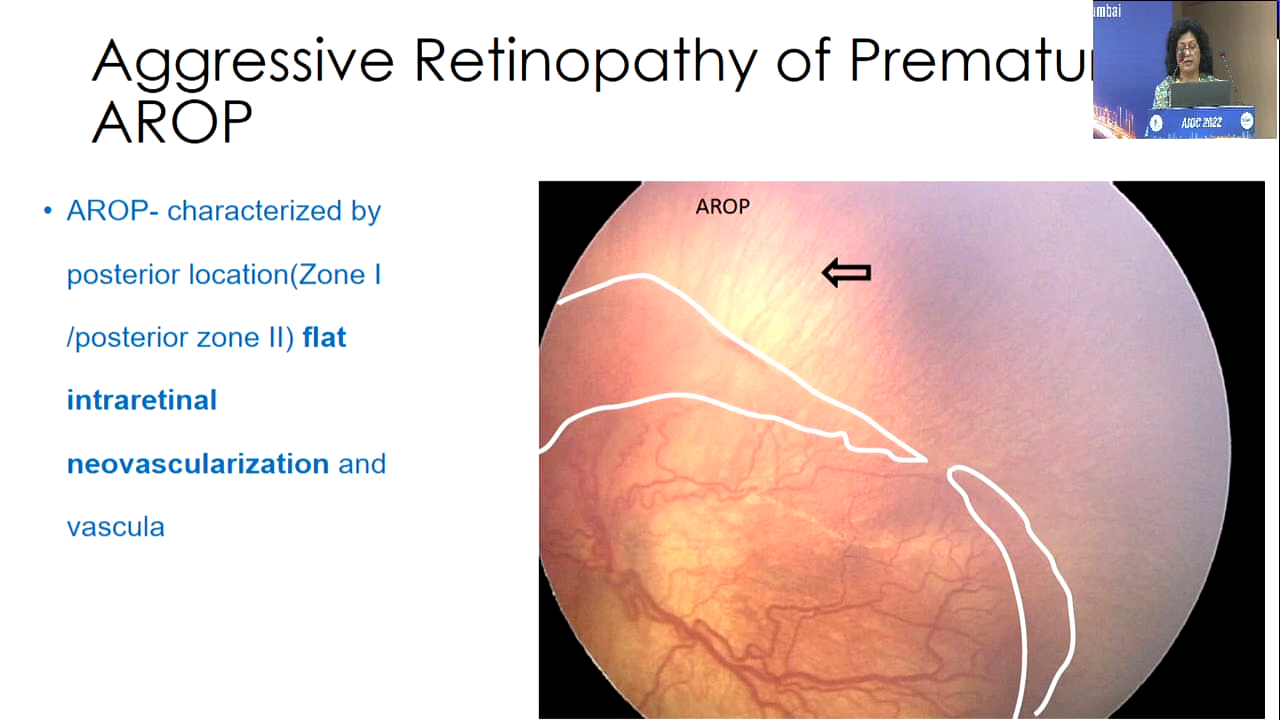 Aggressive Retinopathy of Prematu
AROP
umbai
AIOC 2022
• AROP- characterized by
posterior location(Zone I
/posterior zone II) flat
intraretinal
neovascularization and
vascula
AROP